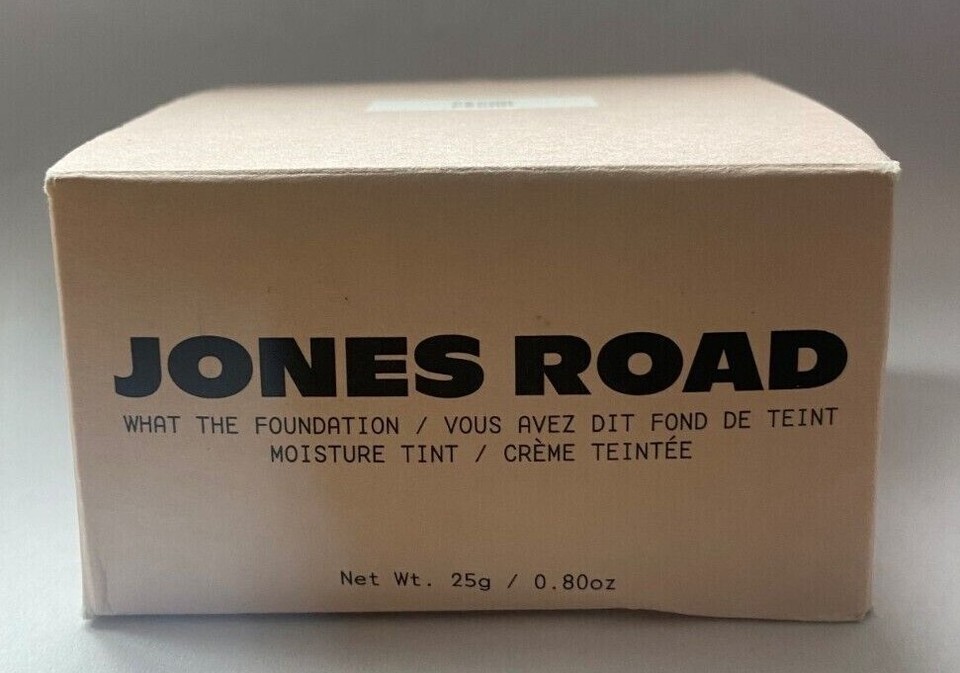 JONES ROAD
WHAT THE FOUNDATION / VOUS AVEZ DIT FOND DE TEINT
MOISTURE TINT / CRÈME TEINTÉE
Net Wt. 25g / 0.80oz